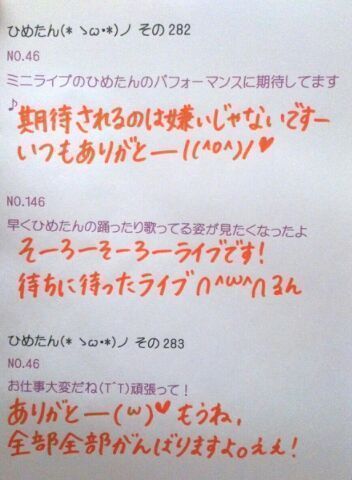 ひめたん(* ゝω•*)ノ その282
NO.46
ミニライブのひめたんのパフォーマンスに期待してます
♪
期待されるのは嫌いじゃないですー
いつもありがとーー!(^o^)/♥
NO.146
早くひめたんの踊ったり歌ってる姿が見たくなったよ
そーろーそーろーライブです!
待ちに待ったライブ∩^ω^∩るん
ひめたん(* ゝω•*)ノ その283
NO.46
お仕事大変だね(T^T)頑張って!
ありがとーー(ω)♥もうね、
全部全部がんばりますよ。ええ!